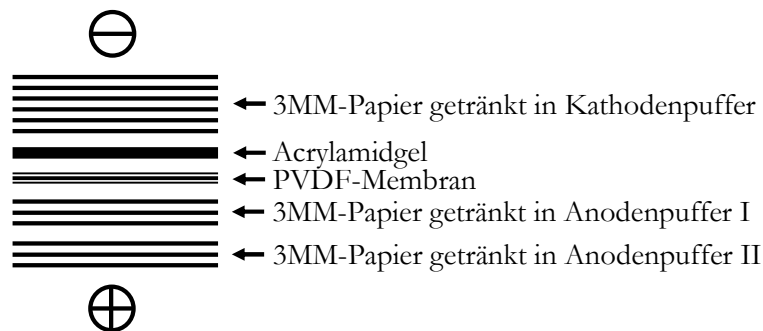 3MM-Papier getränkt in Kathodenpuffer
Acrylamidgel
PVDF-Membran
3MM-Papier getränkt in Anodenpuffer I
3MM-Papier getränkt in Anodenpuffer II